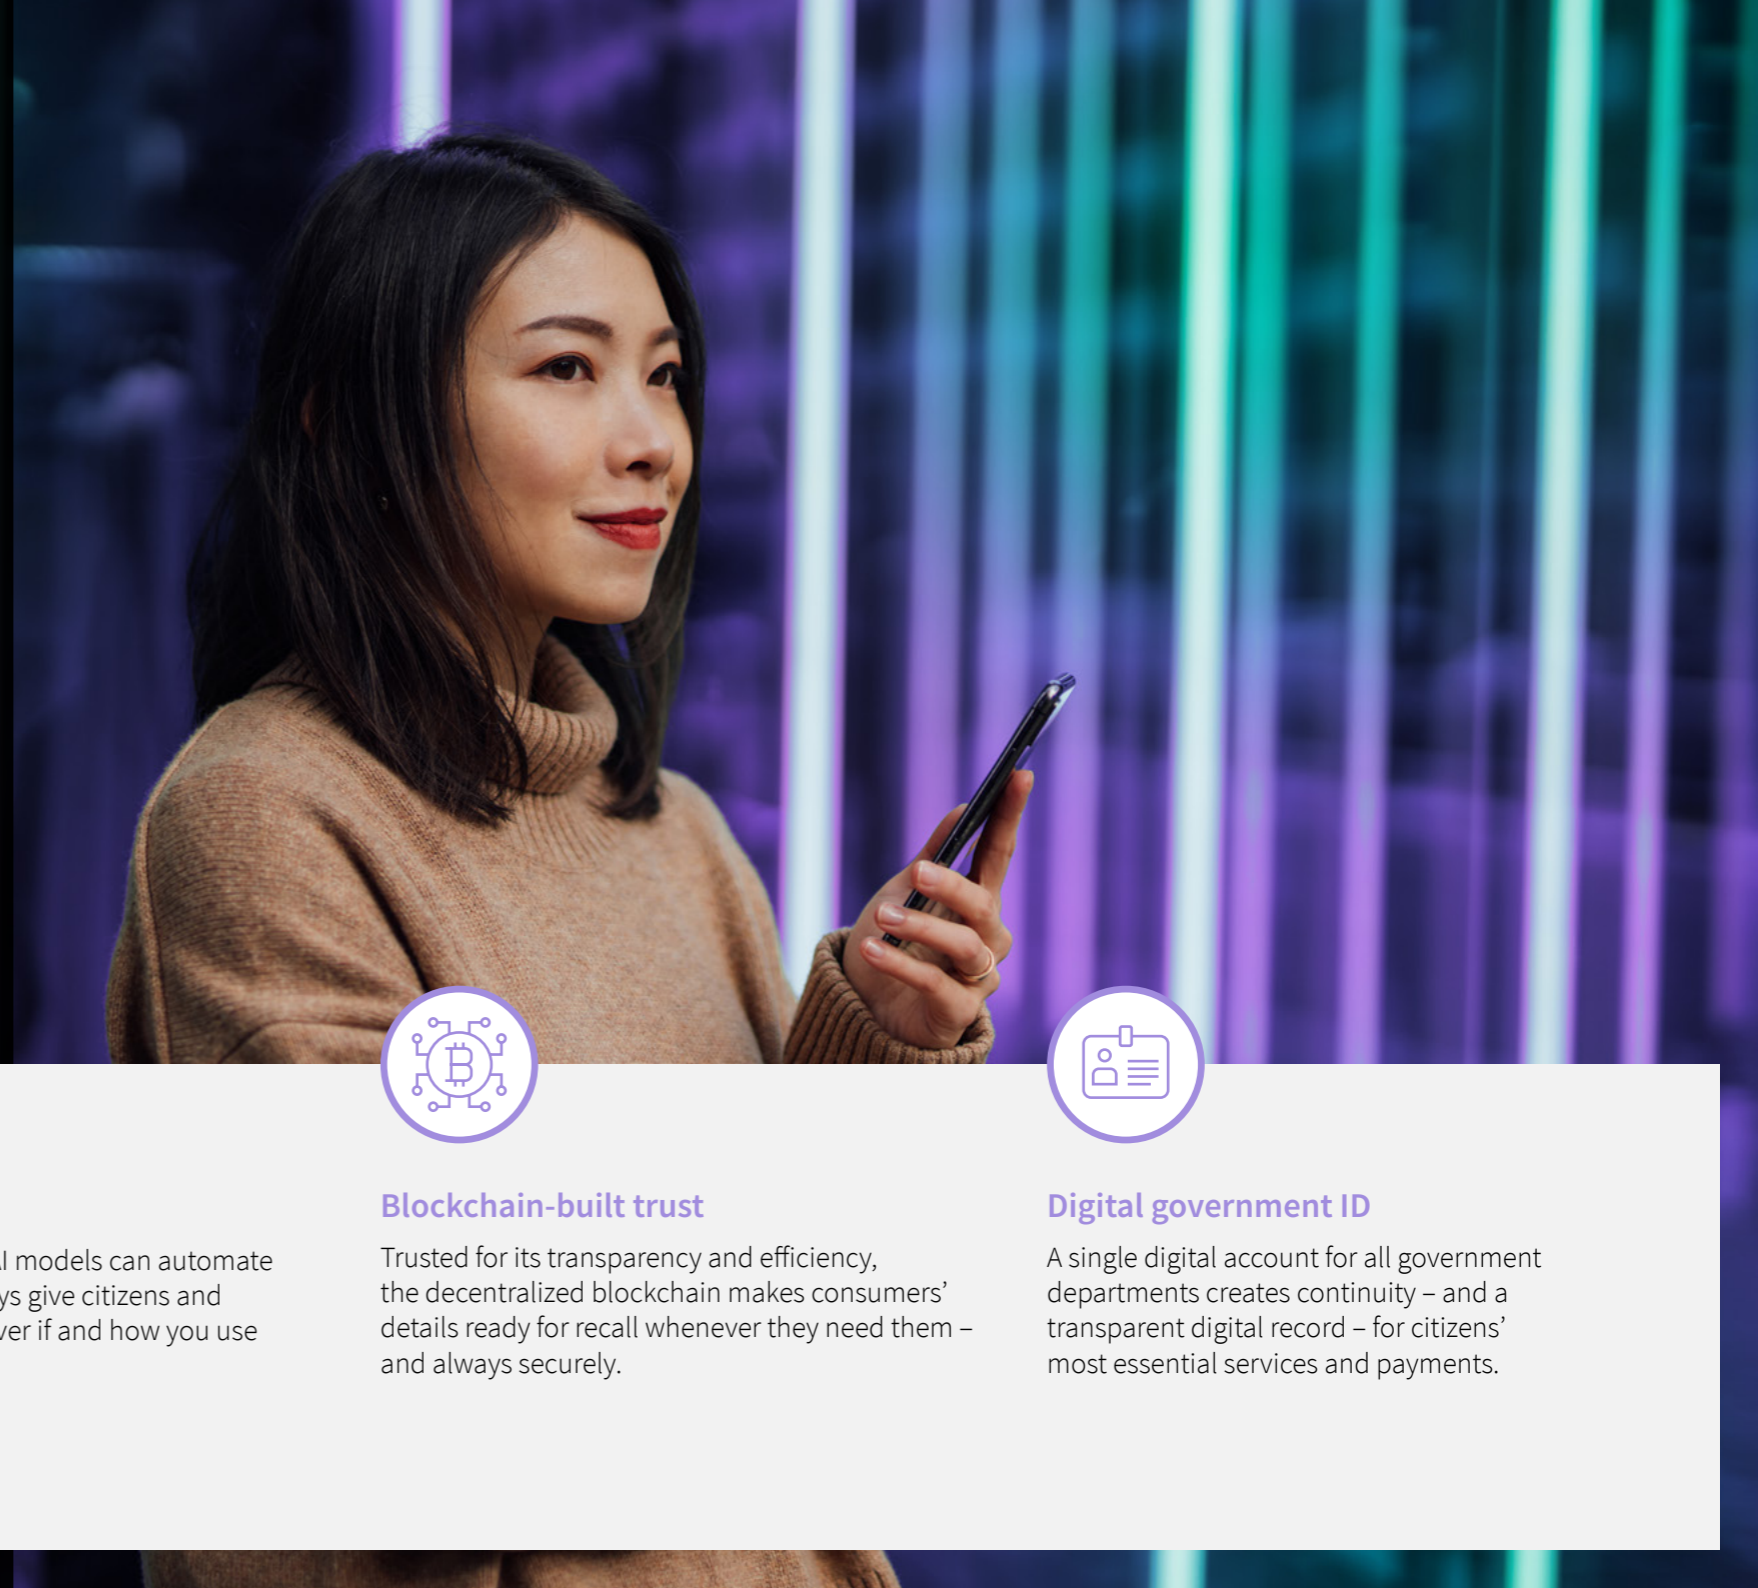 models can automate
give citizens and
if and how you use
Blockchain-built trust
Trusted for its transparency and efficiency,
the decentralized blockchain makes consumers’
details ready for recall whenever they need them –
and always securely.
Digital government ID
A single digital account for all government
departments creates continuity – and a
transparent digital record – for citizens’
most essential services and payments.